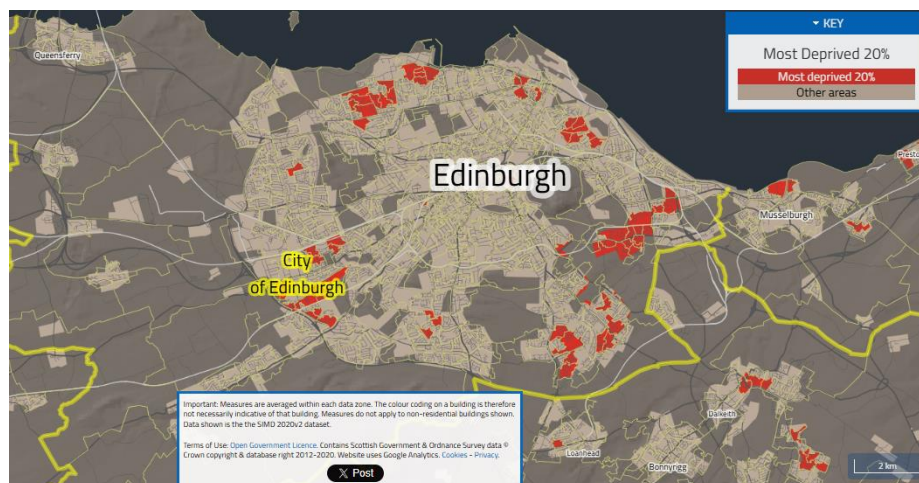 Queensferry
▾ KEY
Most Deprived 20%
Most deprived 20%
Other areas
Edinburgh
Presto
Musselburgh
City
of Edinburgh
Important: Measures are averaged within each data zone. The colour coding on a building is therefore
not necessarily indicative of that building. Measures do not apply to non-residential buildings shown.
Data shown is the the SIMD 2020v2 dataset.
Terms of Use: Open Government Licence. Contains Scottish Government & Ordnance Survey data ©
Crown copyright & database right 2012-2020. Website uses Google Analytics. Cookies - Privacy.
X Post
Dalkeith
Loanhead
Bonnyrigg
2 km